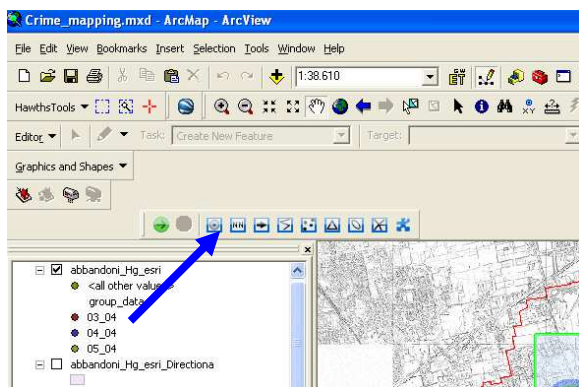 Crime_mapping.mxd - ArcMap - ArcView
File Edit View Bookmarks Insert Selection Tools Window Help
1:38.610
HawthsTools
Editor Task: Create New Feature Target:
Graphics and Shapes
abbandoni_Hg_esri
<all other values>
group_data
03_04
04_04
05_04
abbandoni_Hg_esri_Directiona